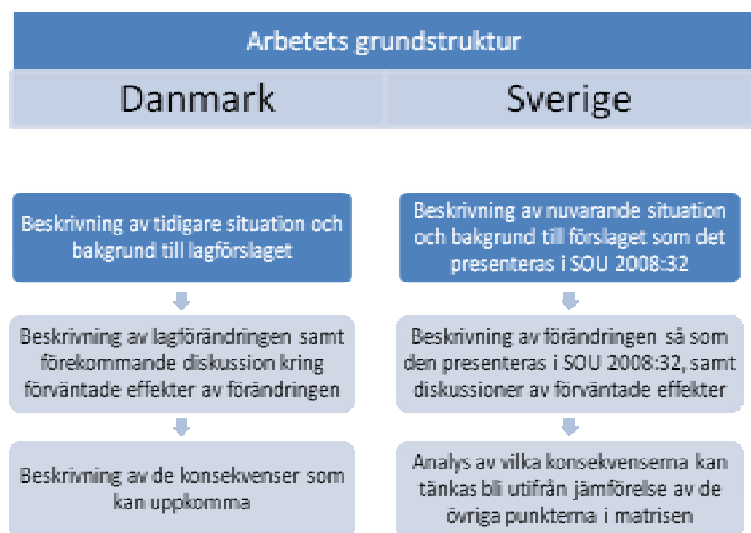 Arbetets grundstruktur
Danmark
Sverige
Beskrivning av tidigare situation och
bakgrund till lagförslaget
Beskrivning av nuvarande situation
och bakgrund till förslaget som det
presenteras i SOU 2008:32
Beskrivning av lagförändringen samt
förekommande diskussion kring
förväntade effekter av förändringen
Beskrivning av förändringen så som
den presenteras i SOU 2008:32, samt
diskussioner av förväntade effekter
Beskrivning av de konsekvenser som
kan uppkomma
Analys av vilka konsekvenserna kan
tänkas bli utifrån jämförelse av de
övriga punkterna i matrisen